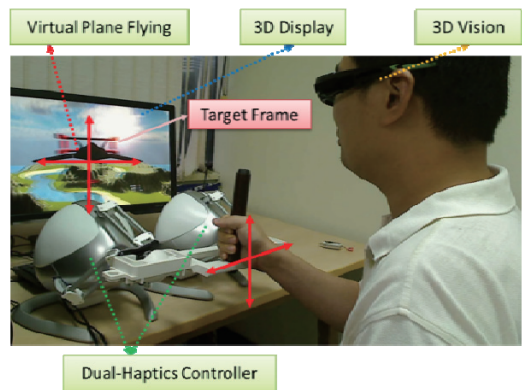 Virtual Plane Flying
3D Display
3D Vision
Target Frame
Dual-Haptics Controller